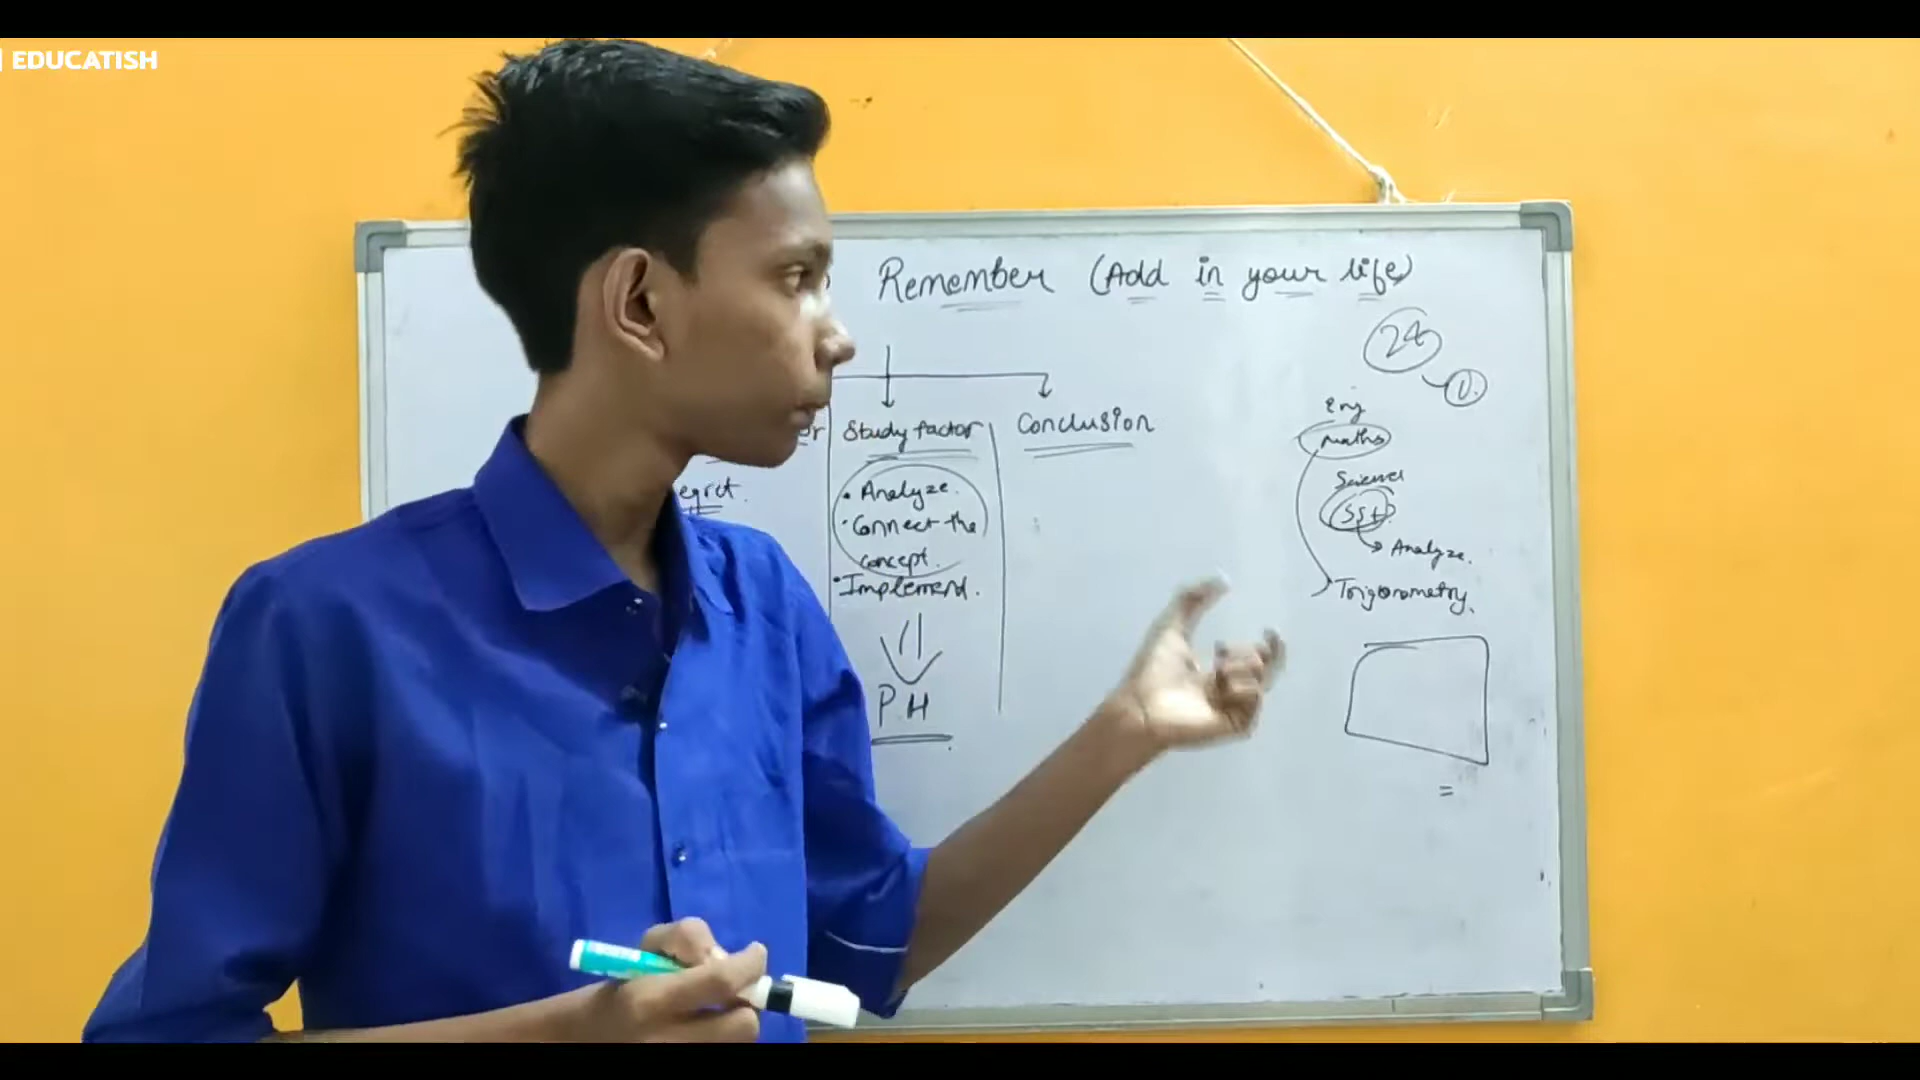 EDUCATISH
Remember (Add in your life)
24
Eng
maths
Study factor
Conclusion
Science
• Analyze.
SSt.
egret.
• Connect the
concept.
Analyze.
• Implement.
Trigonometry.
P.H
=